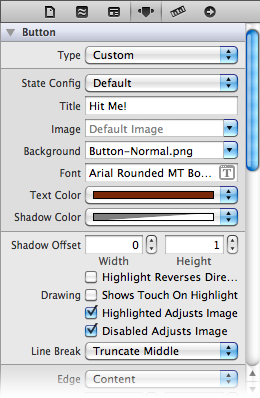 Button
Type Custom
State Config Default
Title Hit Me!
Image Default Image
Background Button-Normal.png
Font Arial Rounded MT Bo... T
Text Color
Shadow Color
Shadow Offset 0 1
Width Height
Highlight Reverses Dire...
Drawing Shows Touch On Highlight
Highlighted Adjusts Image
Disabled Adjusts Image
Line Break Truncate Middle
Edge Content